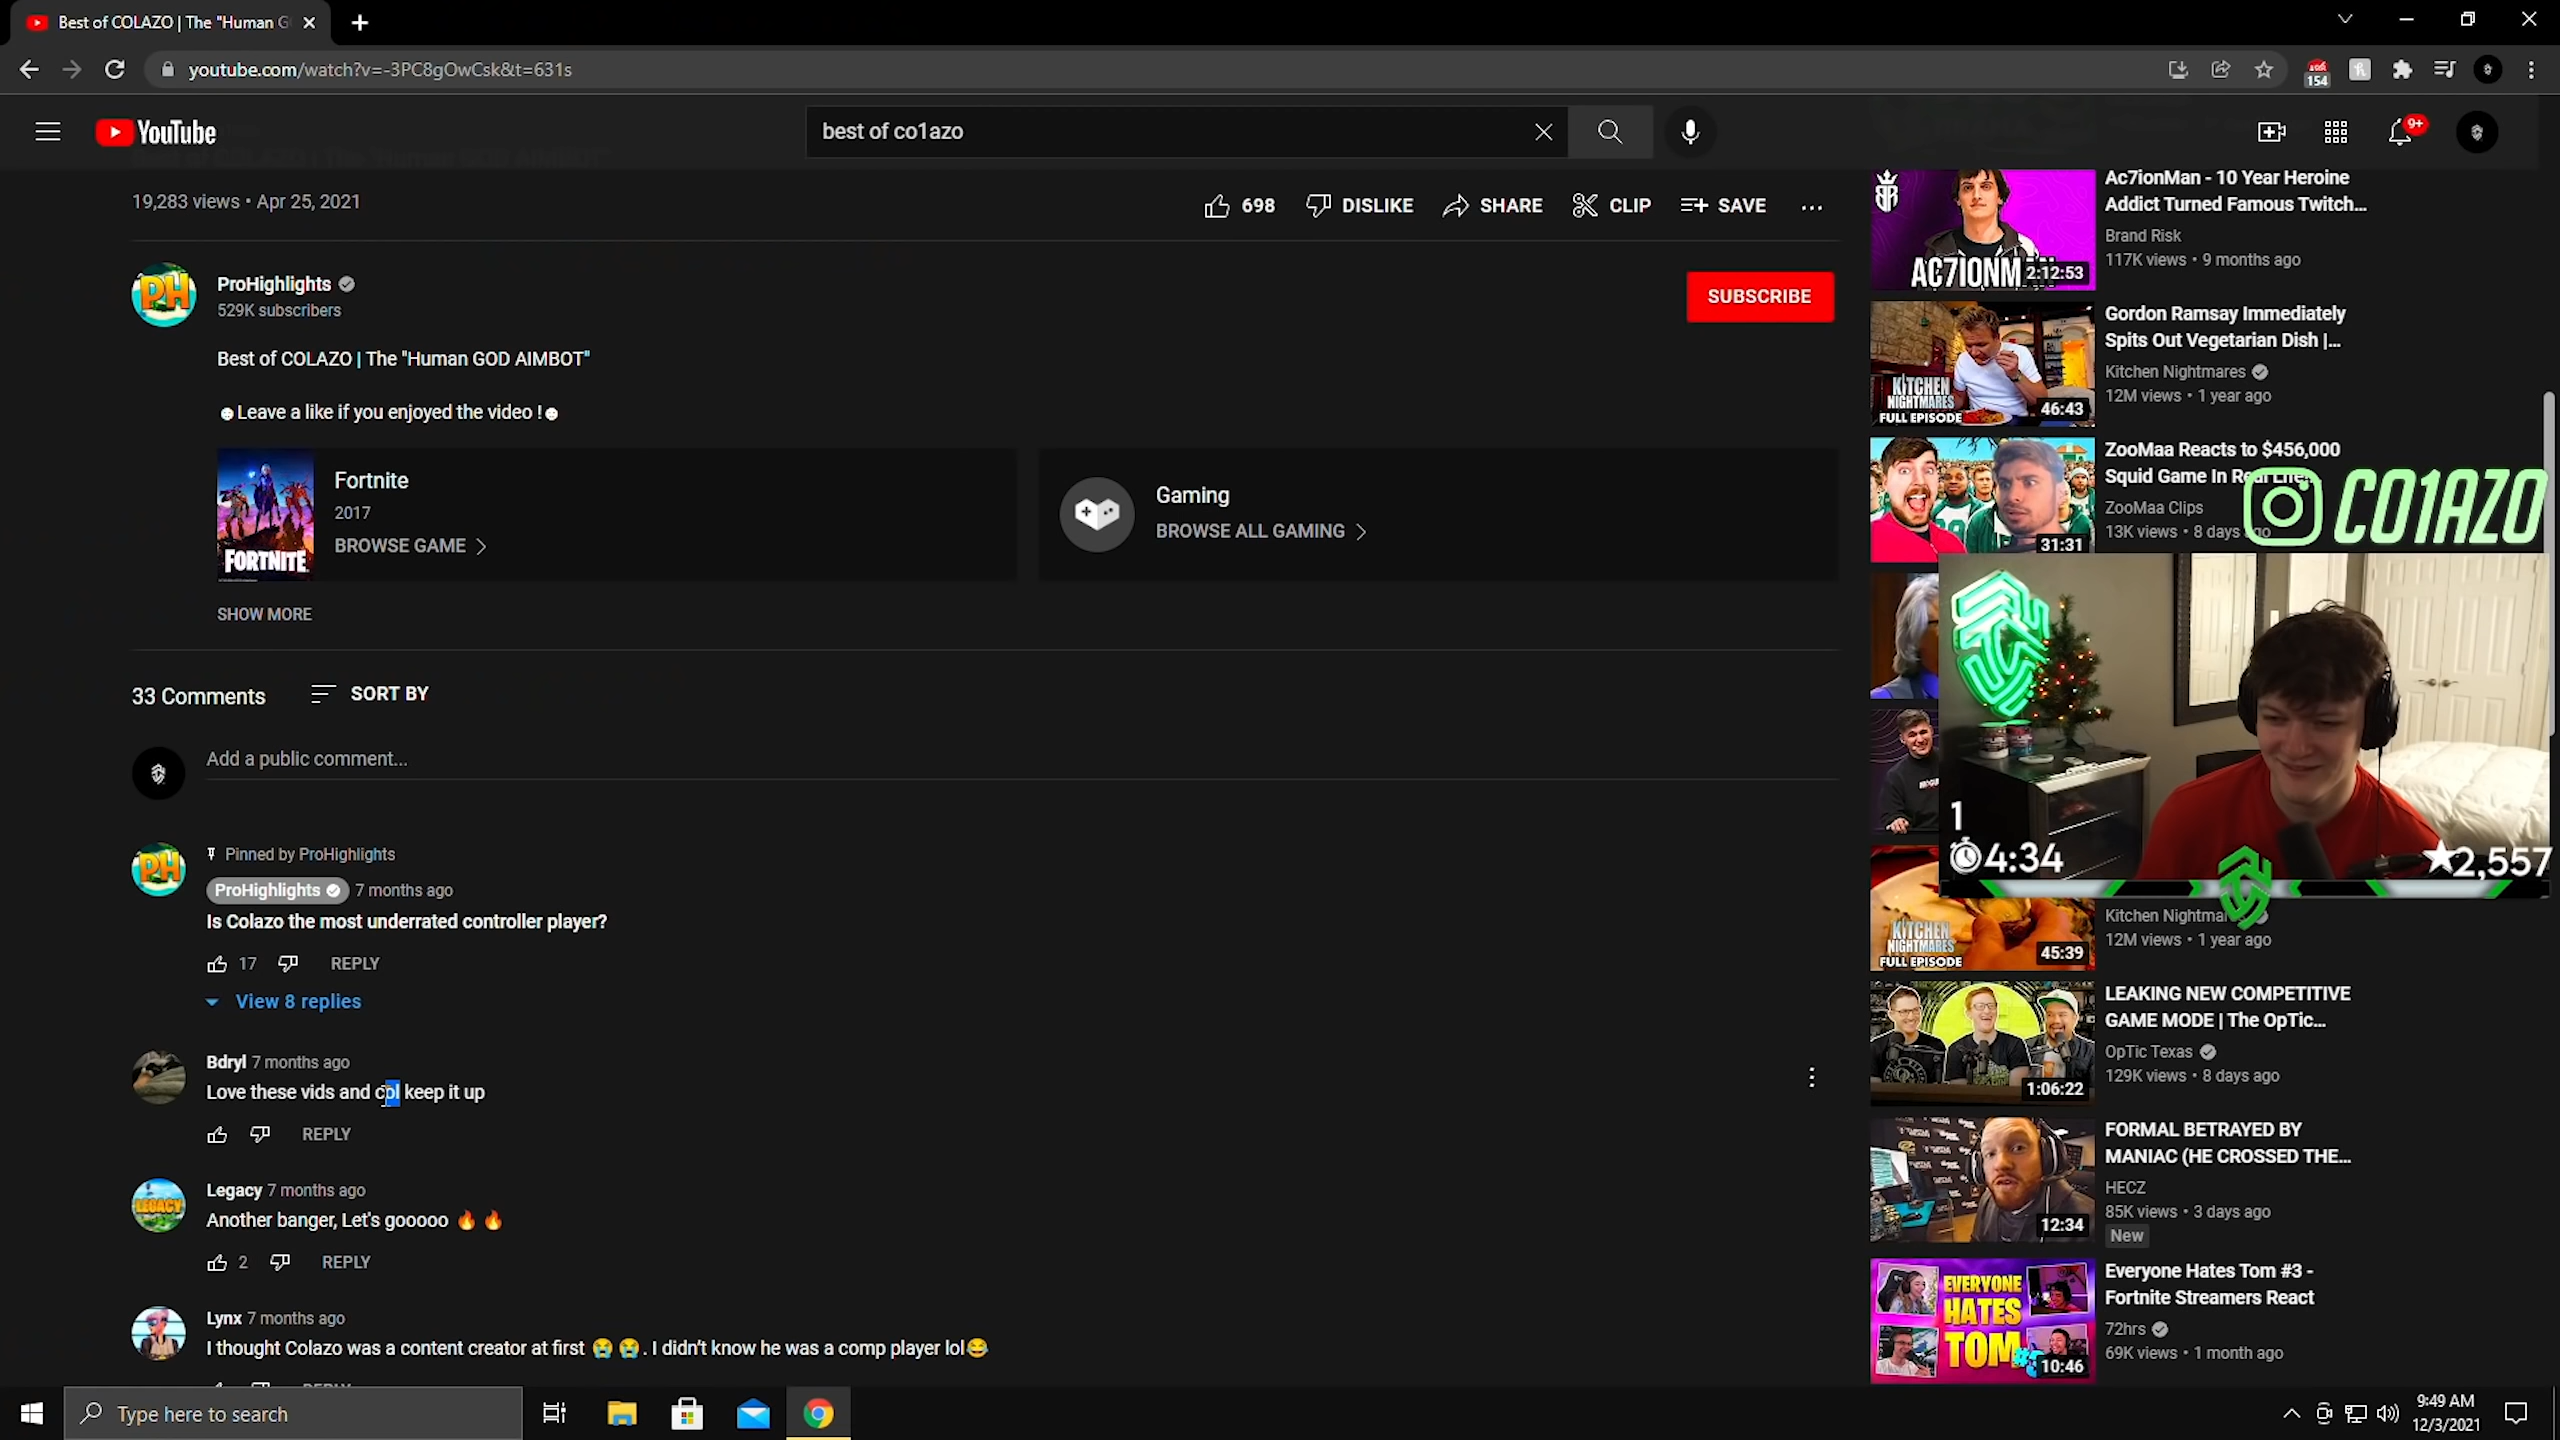 Best of COLAZO | The "Human G
youtube.com/watch?v=-3PC8gOwCsk&t=631s
154
YouTube
best of co1azo
9+
19,283 views • Apr 25, 2021
698
DISLIKE
SHARE
CLIP
SAVE
ProHighlights
529K subscribers
SUBSCRIBE
Best of COLAZO | The "Human GOD AIMBOT"
☻Leave a like if you enjoyed the video !☻
FORTNITE
Fortnite
2017
BROWSE GAME
Gaming
BROWSE ALL GAMING
SHOW MORE
33 Comments
SORT BY
Add a public comment...
PH
Pinned by ProHighlights
ProHighlights
7 months ago
Is Colazo the most underrated controller player?
17
REPLY
View 8 replies
Bdryl 7 months ago
Love these vids and col keep it up
REPLY
Legacy 7 months ago
Another banger, Let's gooooo 🔥 🔥
2
REPLY
Lynx 7 months ago
I thought Colazo was a content creator at first 😭 😭 . I didn't know he was a comp player lol😂
AC7IONM
2:12:53
Ac7ionMan - 10 Year Heroine
Addict Turned Famous Twitch...
Brand Risk
117K views • 9 months ago
KITCHEN
NIGHTMARES
FULL EPISODE
46:43
Gordon Ramsay Immediately
Spits Out Vegetarian Dish |...
Kitchen Nightmares
12M views • 1 year ago
31:31
ZooMaa Reacts to $456,000
Squid Game In Real Life...
ZooMaa Clips
13K views • 8 days ago
CO1AZO
1
4:34
2,557
KITCHEN
NIGHTMARES
FULL EPISODE
45:39
Kitchen Nightmar
12M views • 1 year ago
1:06:22
LEAKING NEW COMPETITIVE
GAME MODE | The OpTic...
OpTic Texas
129K views • 8 days ago
12:34
FORMAL BETRAYED BY
MANIAC (HE CROSSED THE...
HECZ
85K views • 3 days ago
New
EVERYONE
HATES
TOM
10:46
Everyone Hates Tom #3 -
Fortnite Streamers React
72hrs
69K views • 1 month ago
Type here to search
9:49 AM
12/3/2021